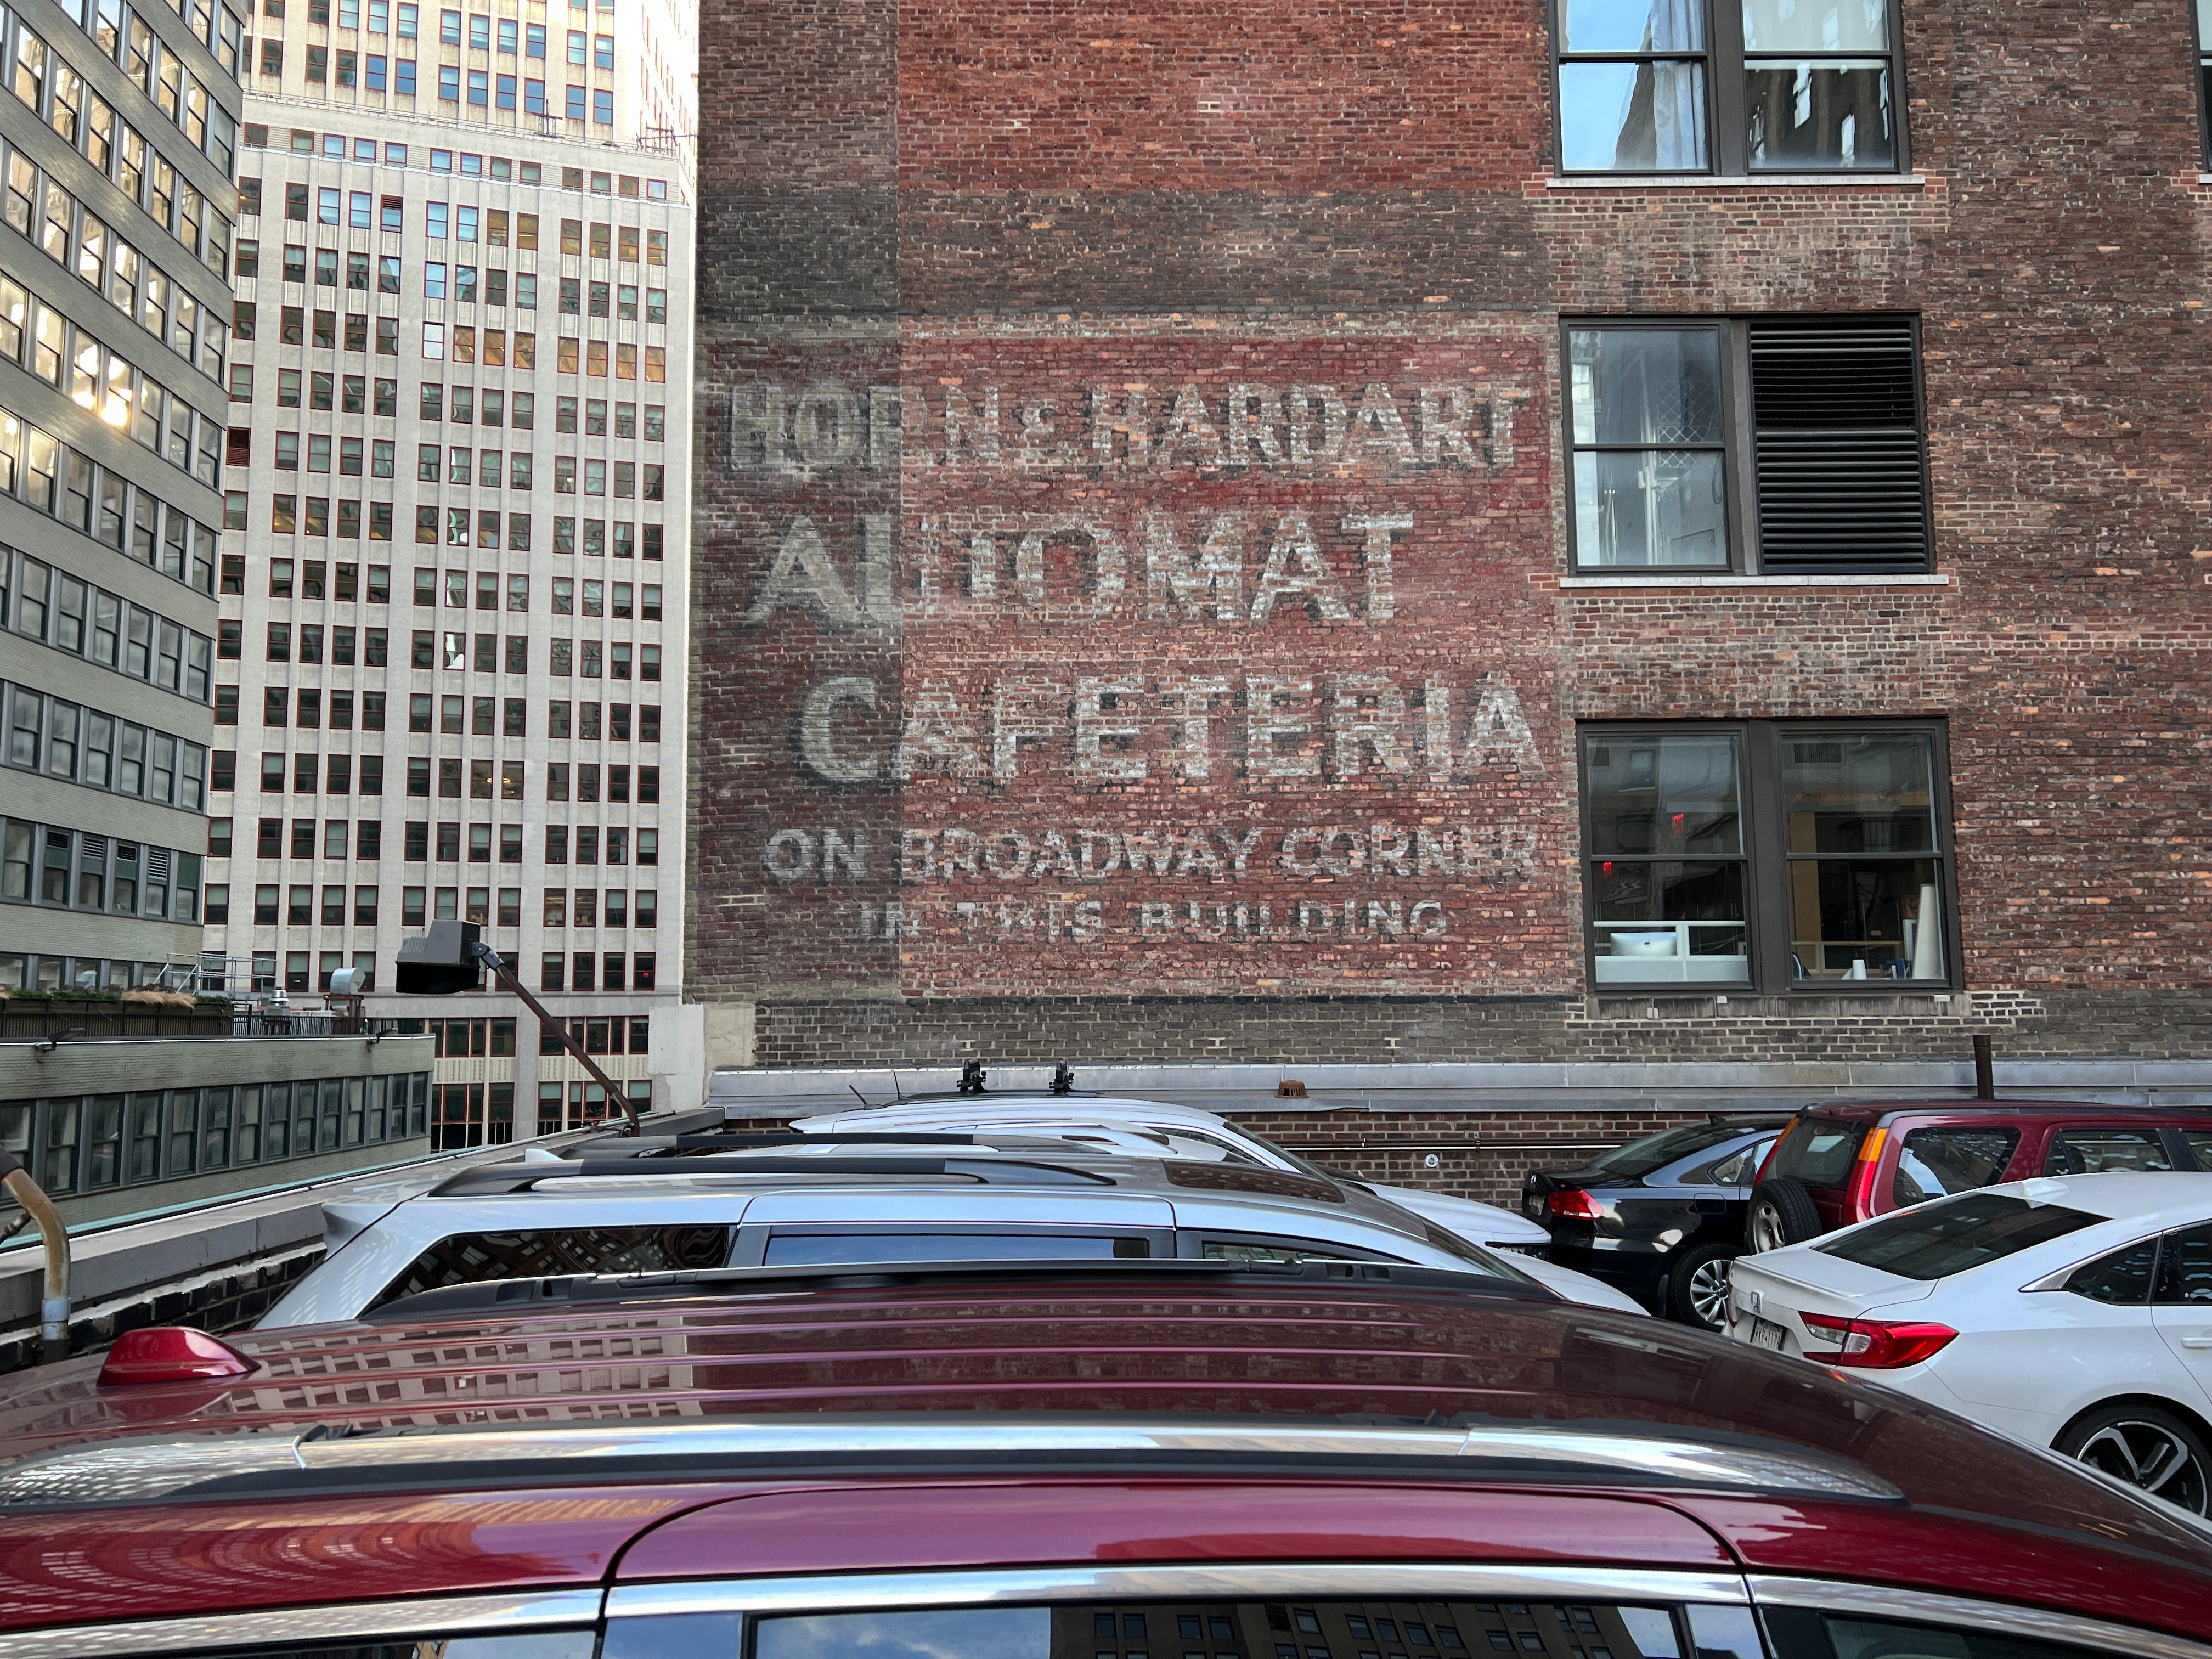 HORN & HARDART
AUTOMAT
CAFETERIA
ON BROADWAY CORNER
IN THIS BUILDING